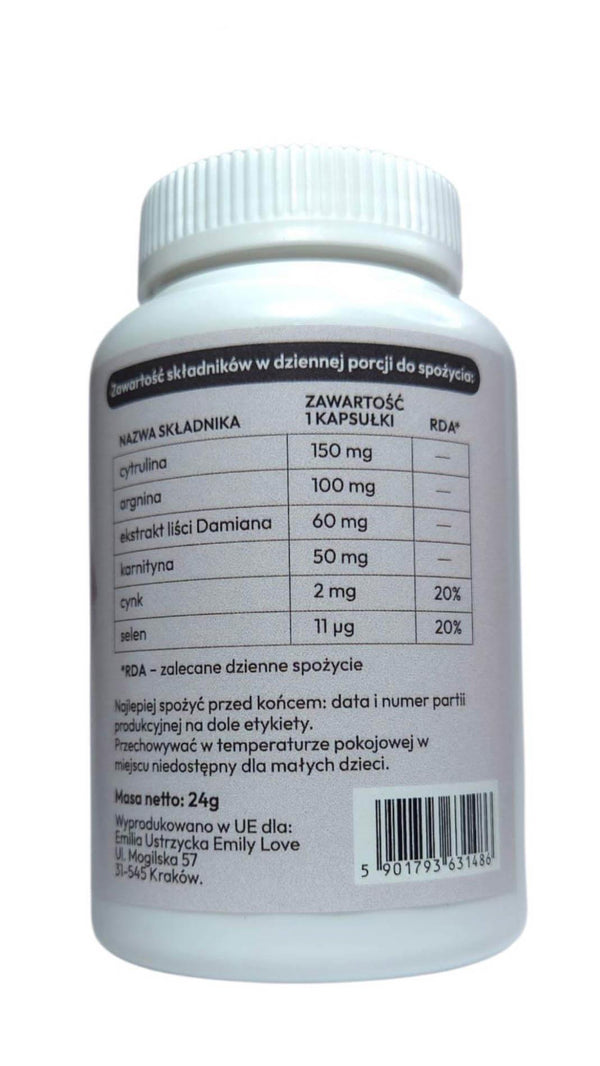 Zawartość składników w dziennej porcji do spożycia:
NAZWA SKŁADNIKA ZAWARTOŚĆ 1 KAPSUŁKI RDA*
cytrulina 150 mg —
arginina 100 mg —
ekstrakt liści Damiana 60 mg —
karnityna 50 mg —
cynk 2 mg 20%
selen 11 µg 20%
*RDA – zalecane dzienne spożycie
Najlepiej spożyć przed końcem: data i numer partii
produkcyjnej na dole etykiety.
Przechowywać w temperaturze pokojowej w
miejscu niedostępny dla małych dzieci.
Masa netto: 24g
Wyprodukowano w UE dla:
Emilia Ustrzycka Emily Love
Ul. Mogilska 57
31-545 Kraków.
5 901793 631486